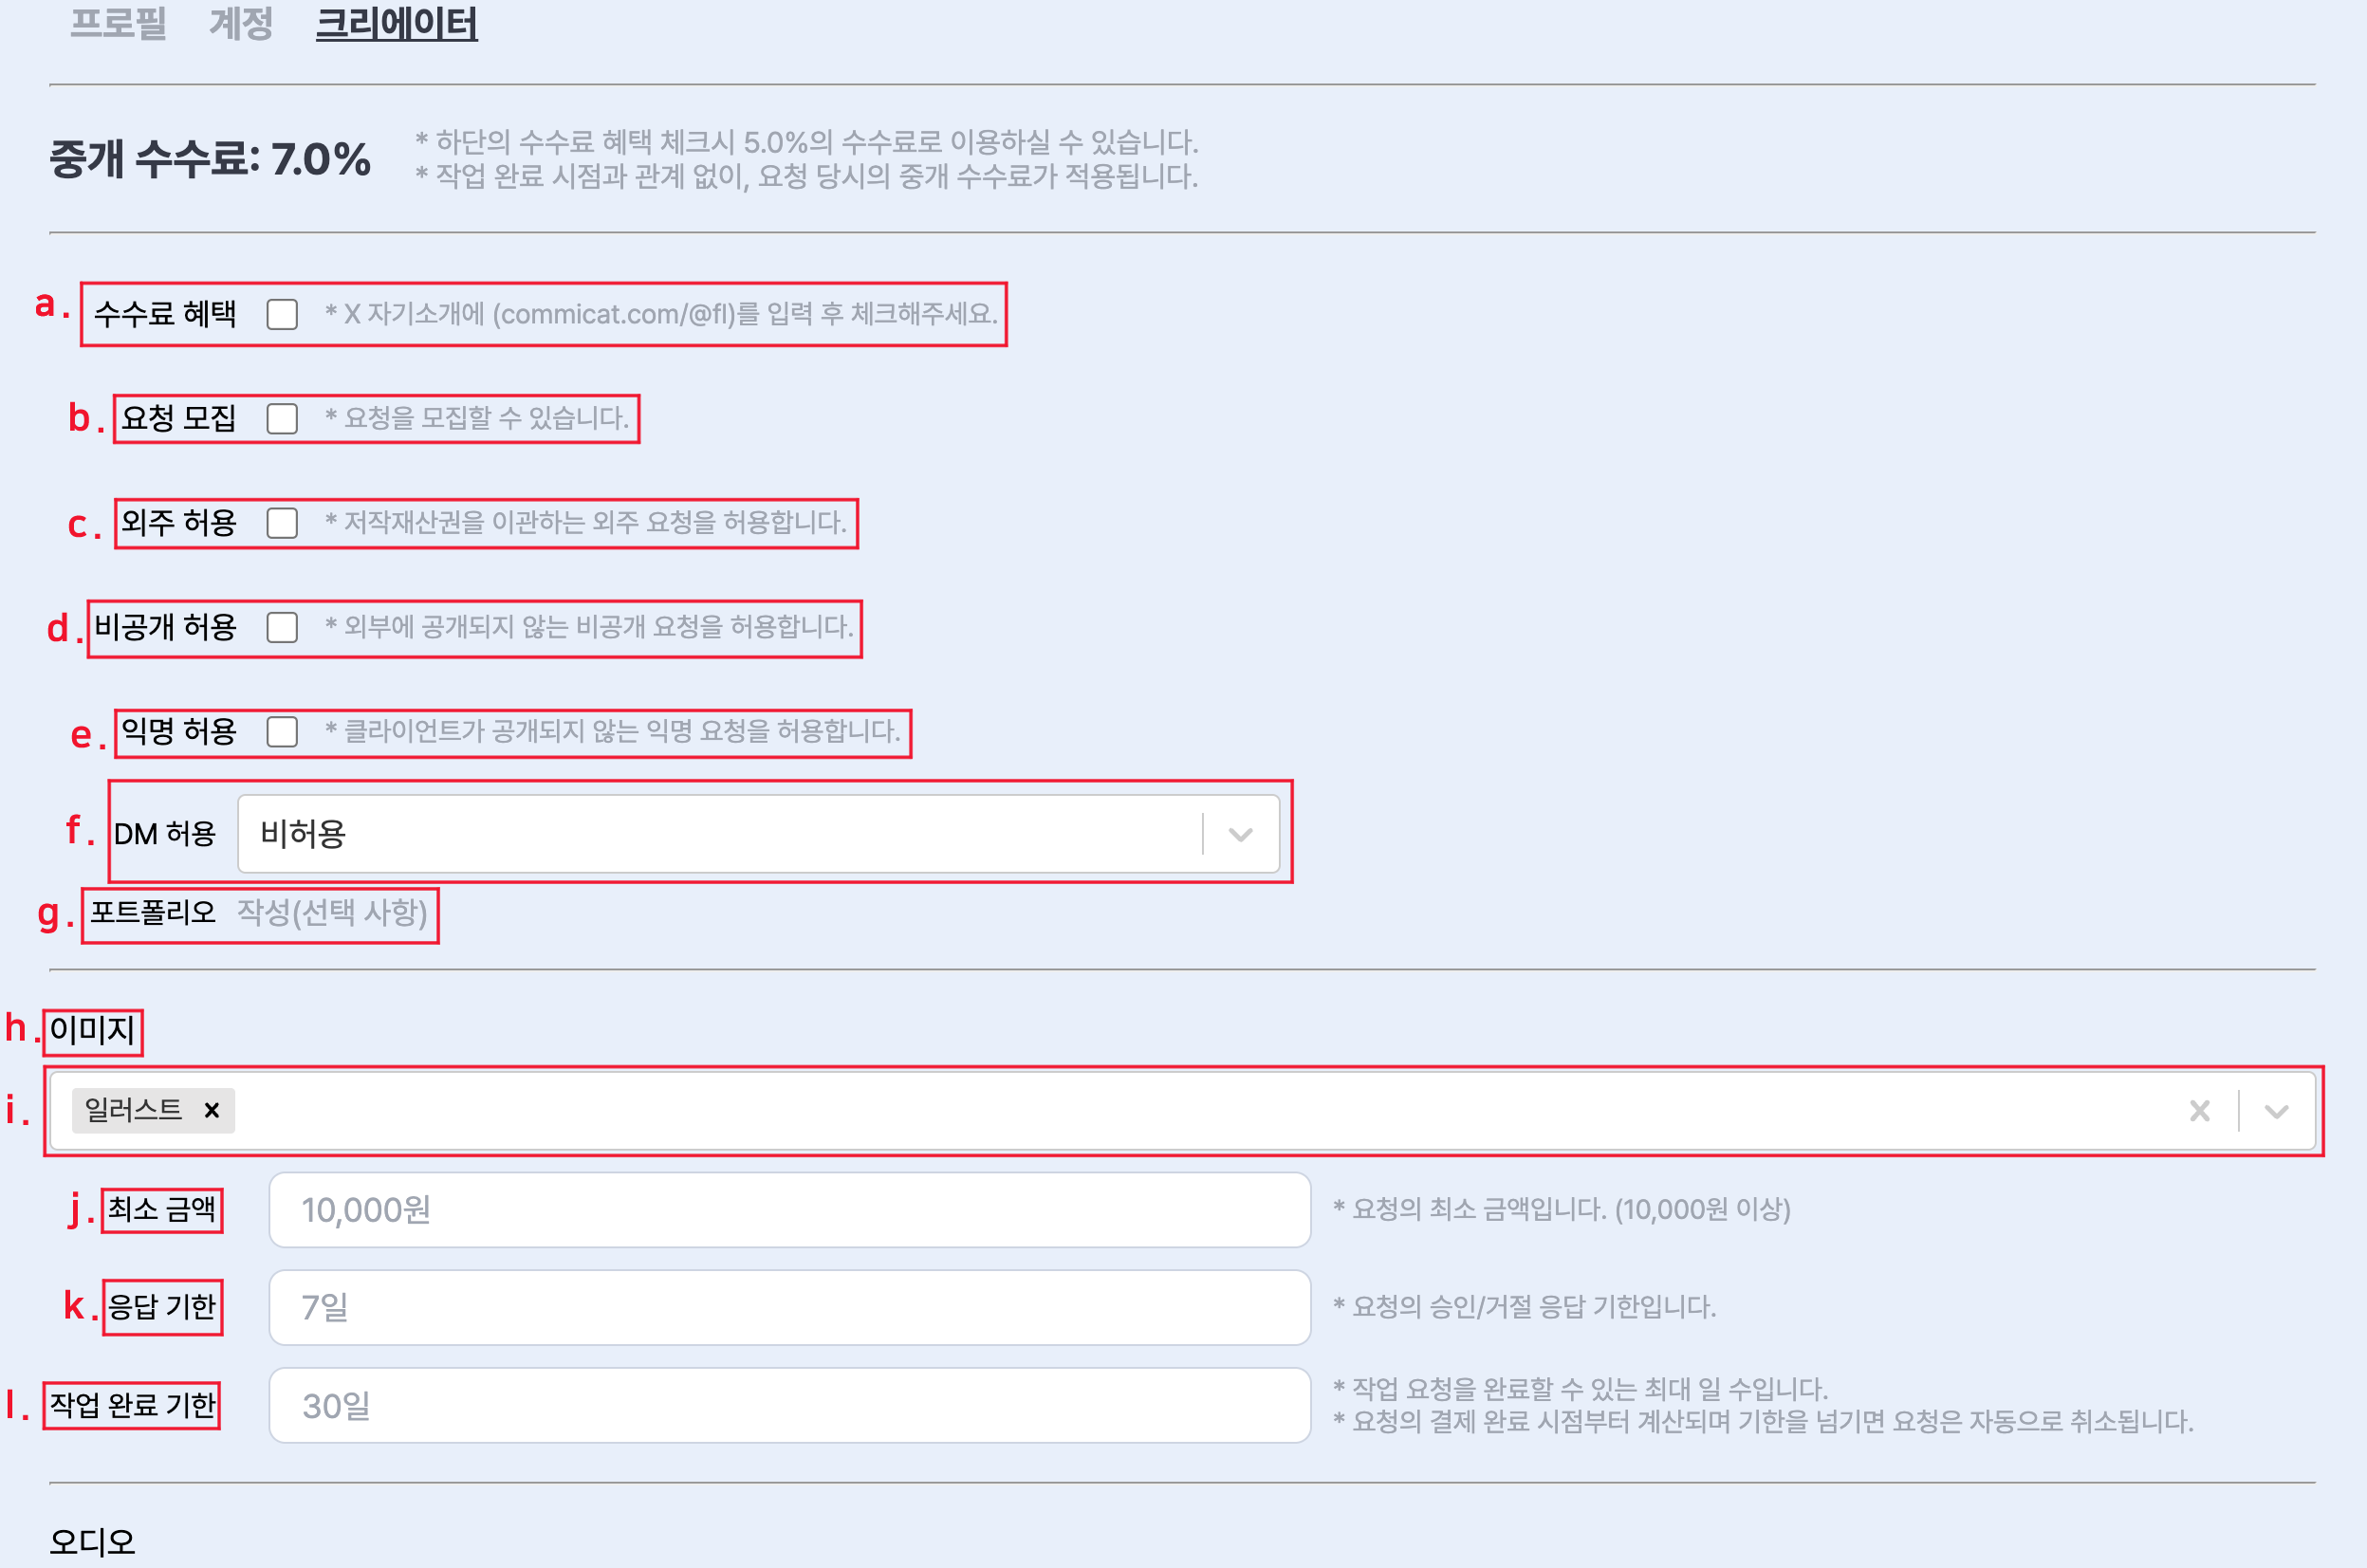 프로필 계정 크리에이터
중개 수수료: 7.0%
* 하단의 수수료 혜택 체크시 5.0%의 수수료로 이용하실 수 있습니다.
* 작업 완료 시점과 관계 없이, 요청 당시의 중개 수수료가 적용됩니다.
a. 수수료 혜택 * X 자기소개에 (commicat.com/@fl)를 입력 후 체크해주세요.
b. 요청 모집 * 요청을 모집할 수 있습니다.
c. 외주 허용 * 저작재산권을 이관하는 외주 요청을 허용합니다.
d. 비공개 허용 * 외부에 공개되지 않는 비공개 요청을 허용합니다.
e. 익명 허용 * 클라이언트가 공개되지 않는 익명 요청을 허용합니다.
f. DM 허용 비허용
g. 포트폴리오 작성(선택 사항)
h. 이미지
i. 일러스트
j. 최소 금액 10,000원 * 요청의 최소 금액입니다. (10,000원 이상)
k. 응답 기한 7일 * 요청의 승인/거절 응답 기한입니다.
l. 작업 완료 기한 30일
* 작업 요청을 완료할 수 있는 최대 일 수입니다.
* 요청의 결제 완료 시점부터 계산되며 기한을 넘기면 요청은 자동으로 취소됩니다.
오디오